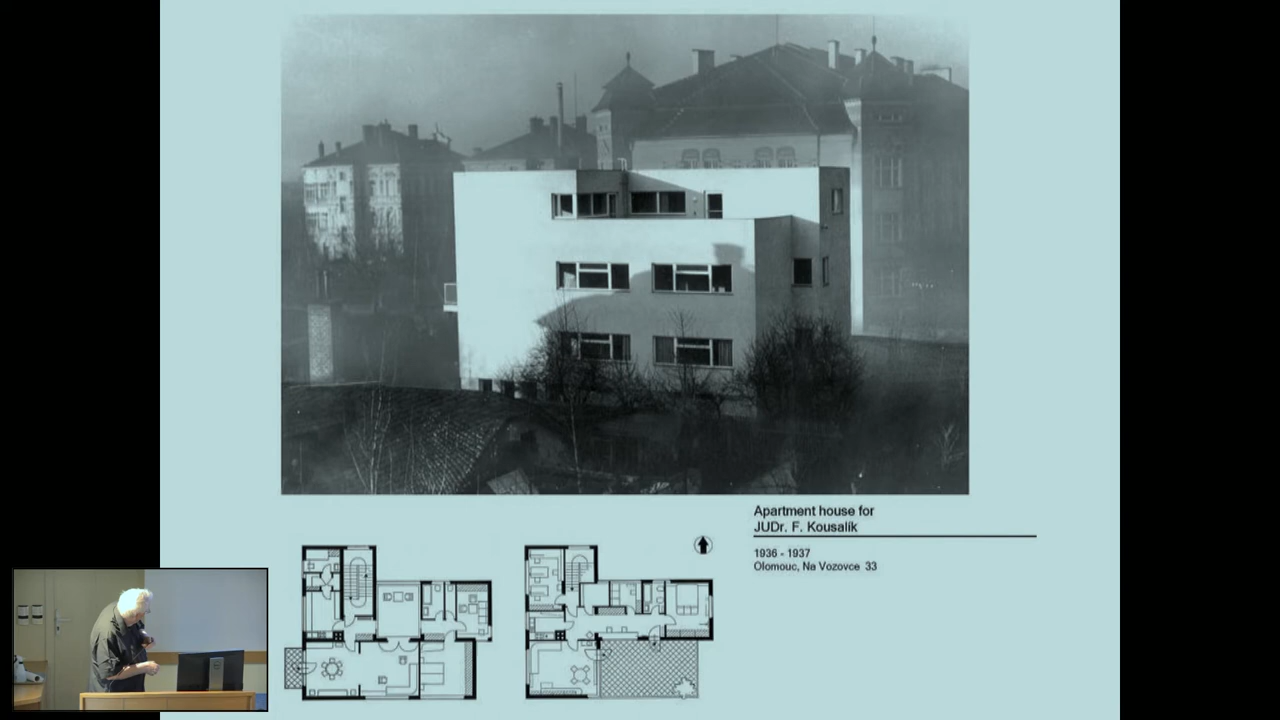 Apartment house for
JUDr. F. Kousalík
1936 - 1937
Olomouc, Na Vozovce 33